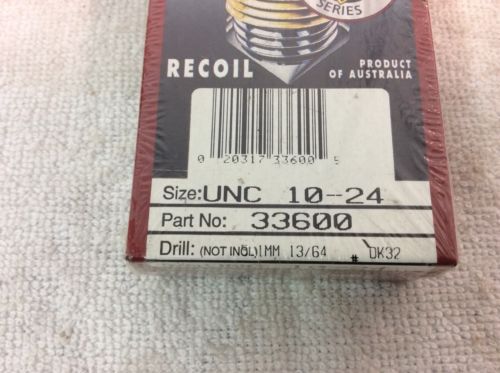 SERIES
RECOIL
PRODUCT
OF AUSTRALIA
0 20317 33600 5
Size: UNC 10-24
Part No: 33600
Drill: (NOT INCL) 13/64 # DK32